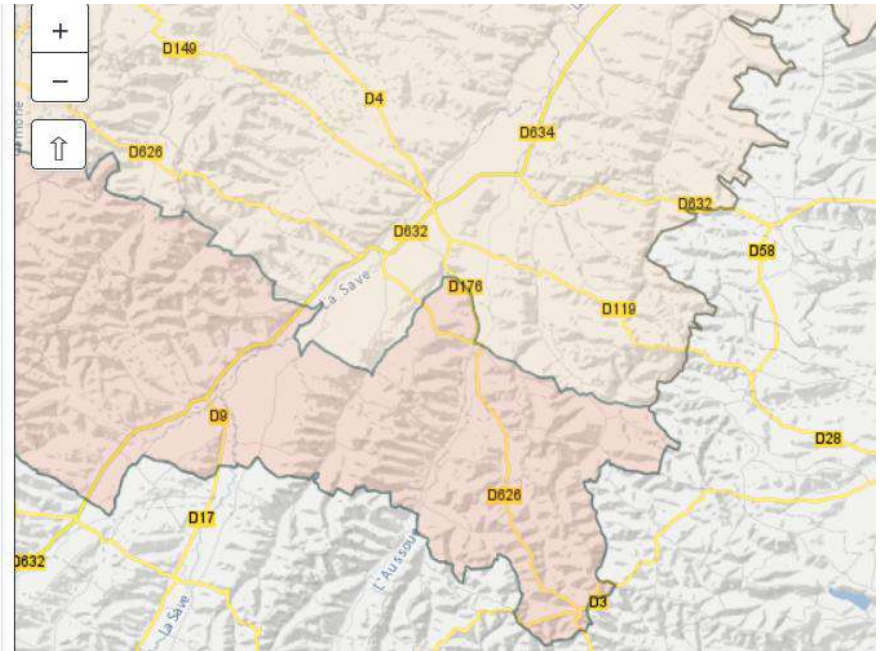 +
D149
−
D4
D634
⇧
D626
D632
D632
D58
La Save
D176
D119
D9
D28
D626
D17
L'Aussoue
D632
D3
La Save